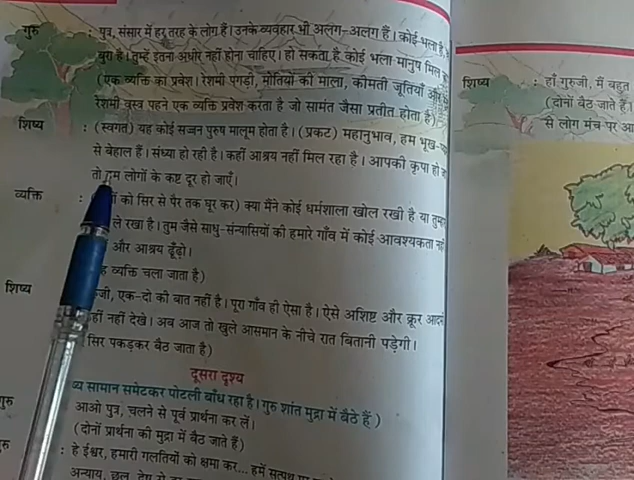 गुरु : पुत्र, संसार में हर तरह के लोग हैं। उनके व्यवहार भी अलग-अलग हैं। कोई भला है,
बुरा है। तुम्हें इतना अधीर नहीं होना चाहिए। हो सकता है कोई भला मानुष मिल
(एक व्यक्ति का प्रवेश। रेशमी पगड़ी, मोतियों की माला, कीमती जूतियाँ और
रेशमी वस्त्र पहने एक व्यक्ति प्रवेश करता है जो सामंत जैसा प्रतीत होता है)
शिष्य : (स्वगत) यह कोई सज्जन पुरुष मालूम होता है। (प्रकट) महानुभाव, हम भूख-
से बेहाल हैं। संध्या हो रही है। कहीं आश्रय नहीं मिल रहा है। आपकी कृपा हो
तो हम लोगों के कष्ट दूर हो जाएँ।
व्यक्ति : को सिर से पैर तक घूर कर) क्या मैंने कोई धर्मशाला खोल रखी है या
ले रखा है। तुम जैसे साधु-संन्यासियों की हमारे गाँव में कोई आवश्यकता
और आश्रय ढूँढ़ो।
व्यक्ति चला जाता है)
शिष्य जी, एक-दो की बात नहीं है। पूरा गाँव ही ऐसा है। ऐसे अशिष्ट और क्रूर
नहीं देखे। अब आज तो खुले आसमान के नीचे रात बितानी पड़ेगी।
सिर पकड़कर बैठ जाता है)
दूसरा दृश्य
सामान समेटकर पोटली बाँध रहा है। गुरु शांत मुद्रा में बैठे हैं)
आओ पुत्र, चलने से पूर्व प्रार्थना कर लें।
(दोनों प्रार्थना की मुद्रा में बैठ जाते हैं)
: हे ईश्वर, हमारी गलतियों को क्षमा कर... हमें सत्पथ
अन्याय, छल,
शिष्य : हाँ गुरुजी, मैं बहुत
(दोनों बैठ जाते हैं।
से लोग मंच पर आ